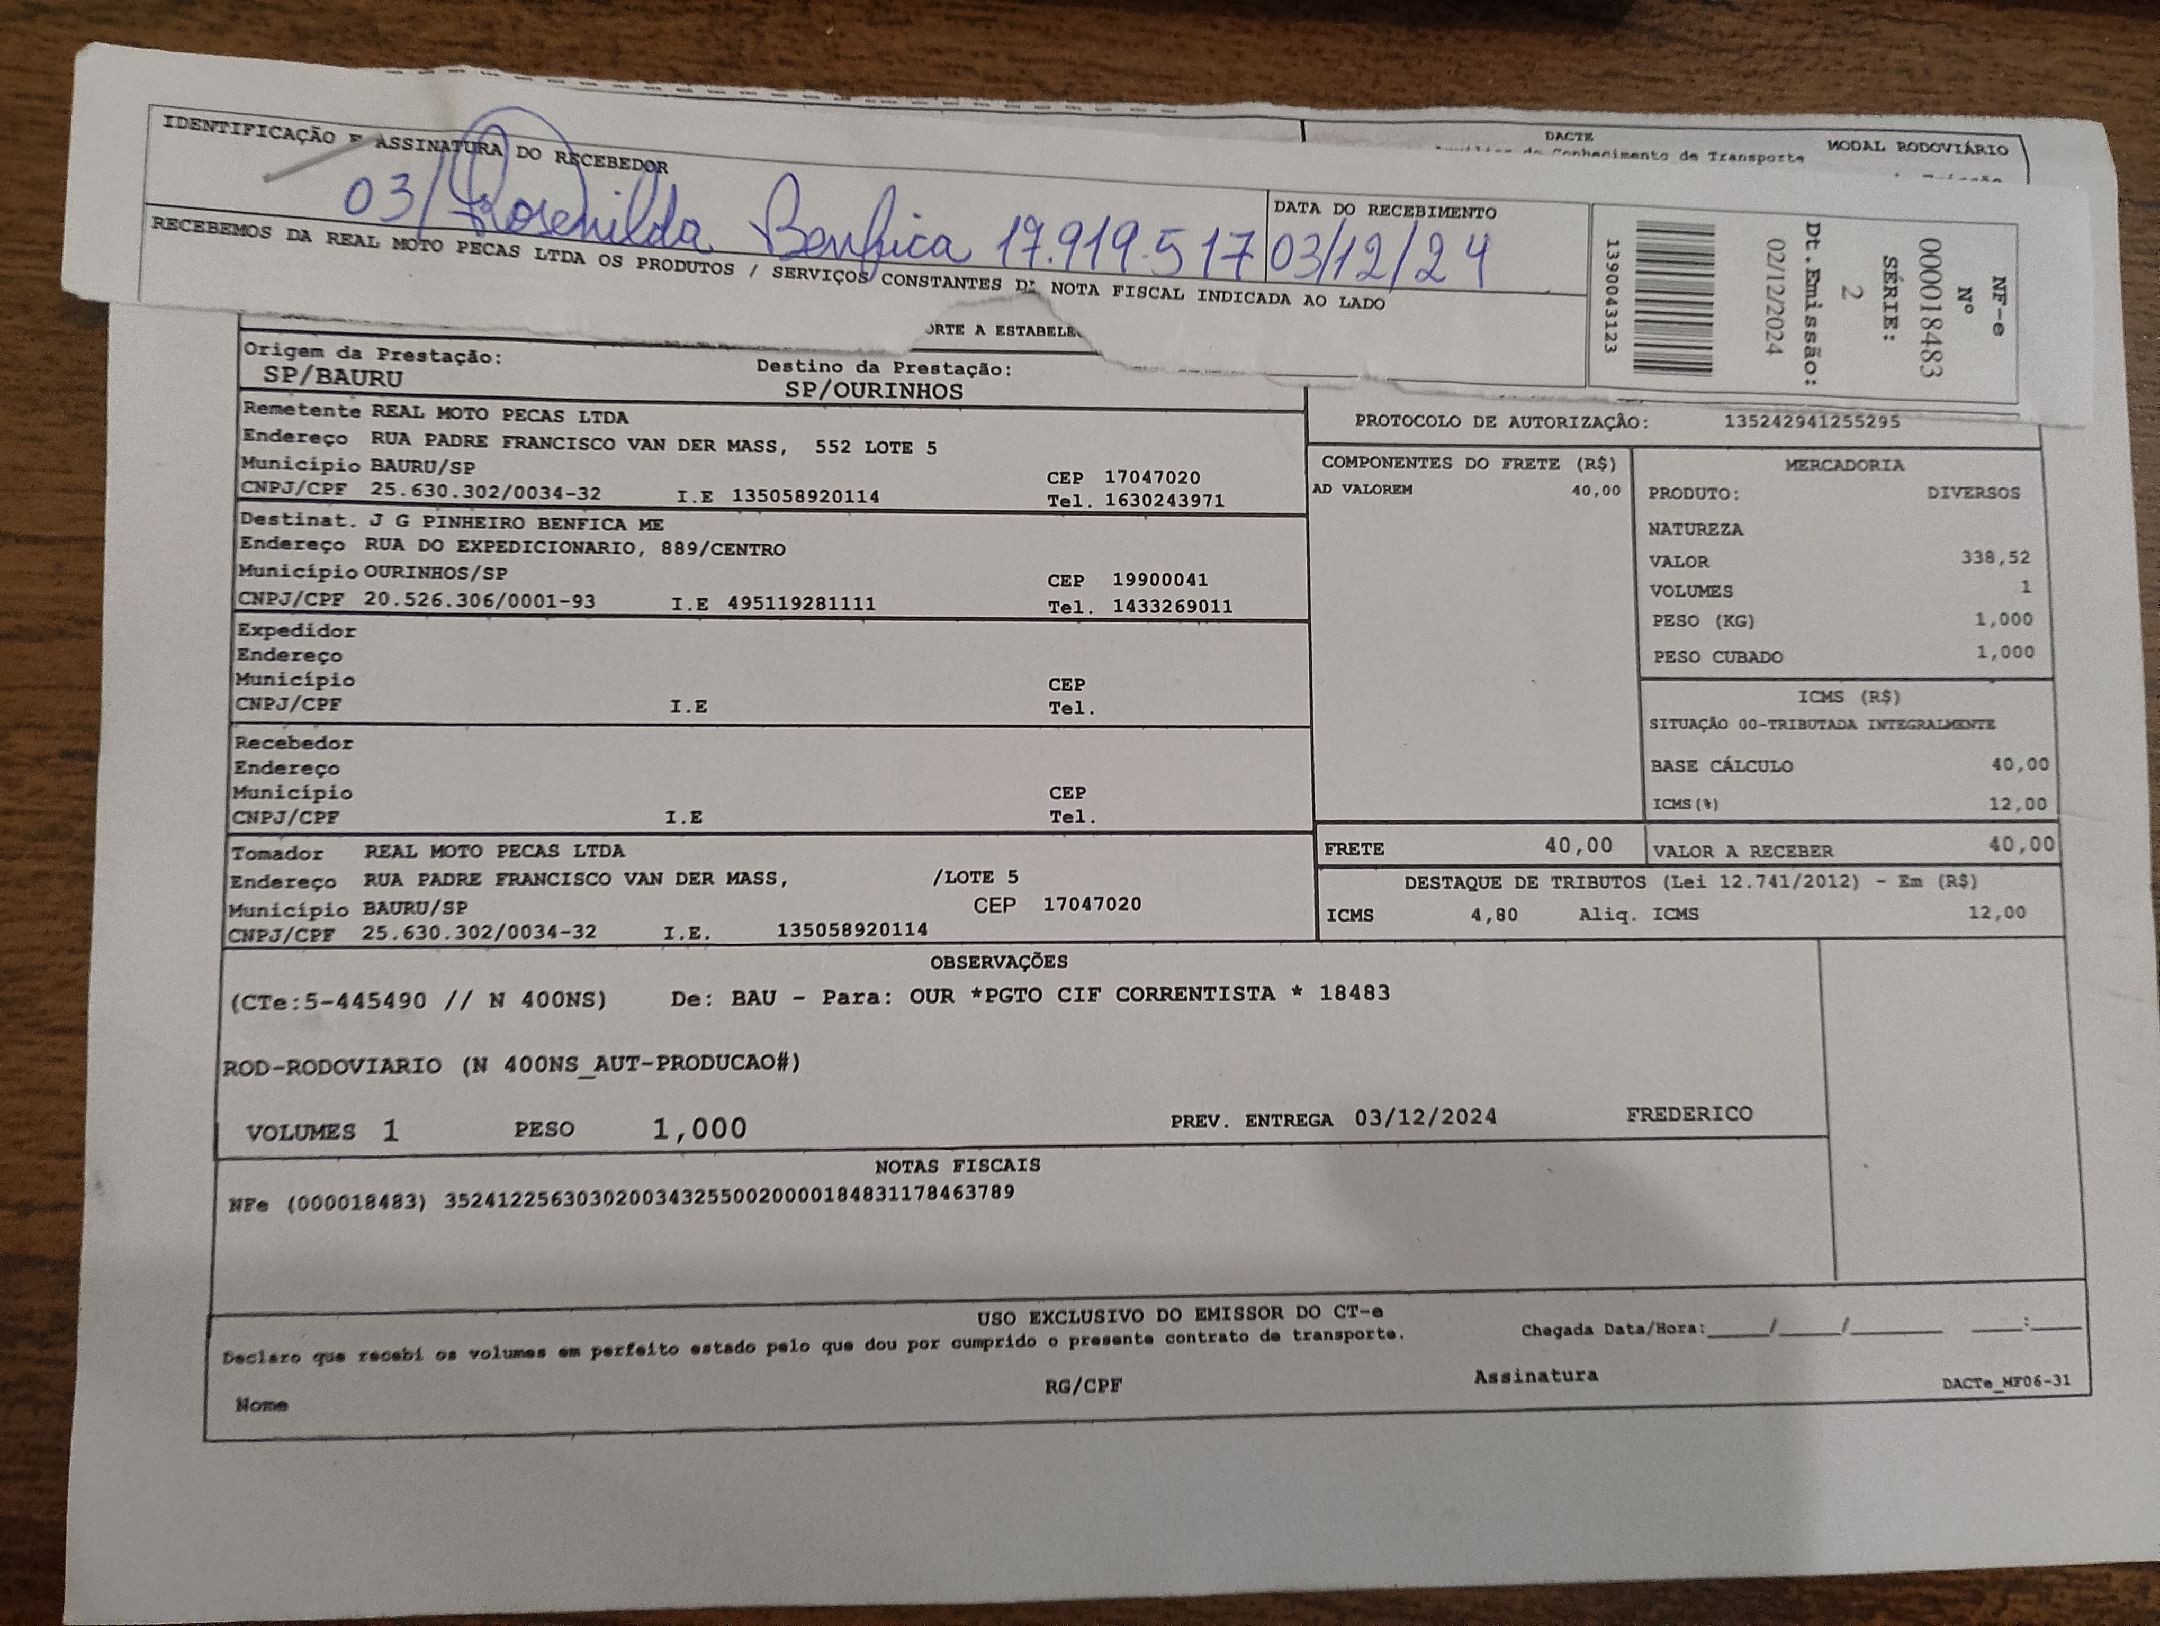 DACTE
MODAL RODOVIÁRIO
de Conhecimento de Transporte
IDENTIFICAÇÃO E ASSINATURA DO RECEBEDOR
03/ Rosenilda Benfica 17.919.517
DATA DO RECEBIMENTO
03/12/24
RECEBEMOS DA REAL MOTO PECAS LTDA OS PRODUTOS / SERVIÇOS CONSTANTES DA NOTA FISCAL INDICADA AO LADO
NF-e
Nº
000018483
SÉRIE:
2
Dt.Emissão:
02/12/2024
1390043123
ORTE A ESTABELE
Origem da Prestação:
SP/BAURU
Destino da Prestação:
SP/OURINHOS
Remetente REAL MOTO PECAS LTDA
Endereço RUA PADRE FRANCISCO VAN DER MASS, 552 LOTE 5
Município BAURU/SP CEP 17047020
CNPJ/CPF 25.630.302/0034-32 I.E 135058920114 Tel. 1630243971
Destinat. J G PINHEIRO BENFICA ME
Endereço RUA DO EXPEDICIONARIO, 889/CENTRO
Município OURINHOS/SP CEP 19900041
CNPJ/CPF 20.526.306/0001-93 I.E 495119281111 Tel. 1433269011
Expedidor
Endereço
Município CEP
CNPJ/CPF I.E Tel.
Recebedor
Endereço
Município CEP
CNPJ/CPF I.E Tel.
Tomador REAL MOTO PECAS LTDA
Endereço RUA PADRE FRANCISCO VAN DER MASS, /LOTE 5
Município BAURU/SP CEP 17047020
CNPJ/CPF 25.630.302/0034-32 I.E. 135058920114
PROTOCOLO DE AUTORIZAÇÃO: 135242941255295
COMPONENTES DO FRETE (R$)
AD VALOREM 40,00
MERCADORIA
PRODUTO: DIVERSOS
NATUREZA
VALOR 338,52
VOLUMES 1
PESO (KG) 1,000
PESO CUBADO 1,000
ICMS (R$)
SITUAÇÃO 00-TRIBUTADA INTEGRALMENTE
BASE CÁLCULO 40,00
ICMS(%) 12,00
FRETE 40,00 VALOR A RECEBER 40,00
DESTAQUE DE TRIBUTOS (Lei 12.741/2012) - Em (R$)
ICMS 4,80 Aliq. ICMS 12,00
OBSERVAÇÕES
(CTe:5-445490 // N 400NS) De: BAU - Para: OUR *PGTO CIF CORRENTISTA * 18483
ROD-RODOVIARIO (N 400NS_AUT-PRODUCAO#)
VOLUMES 1 PESO 1,000 PREV. ENTREGA 03/12/2024 FREDERICO
NOTAS FISCAIS
NFe (000018483) 35241225630302003432550020000184831178463789
USO EXCLUSIVO DO EMISSOR DO CT-e
Declaro que recebi os volumes em perfeito estado pelo que dou por cumprido o presente contrato de transporte.
Chegada Data/Hora:_____/_____/__________ _____:_____
Nome RG/CPF Assinatura
DACTe_MF06-31